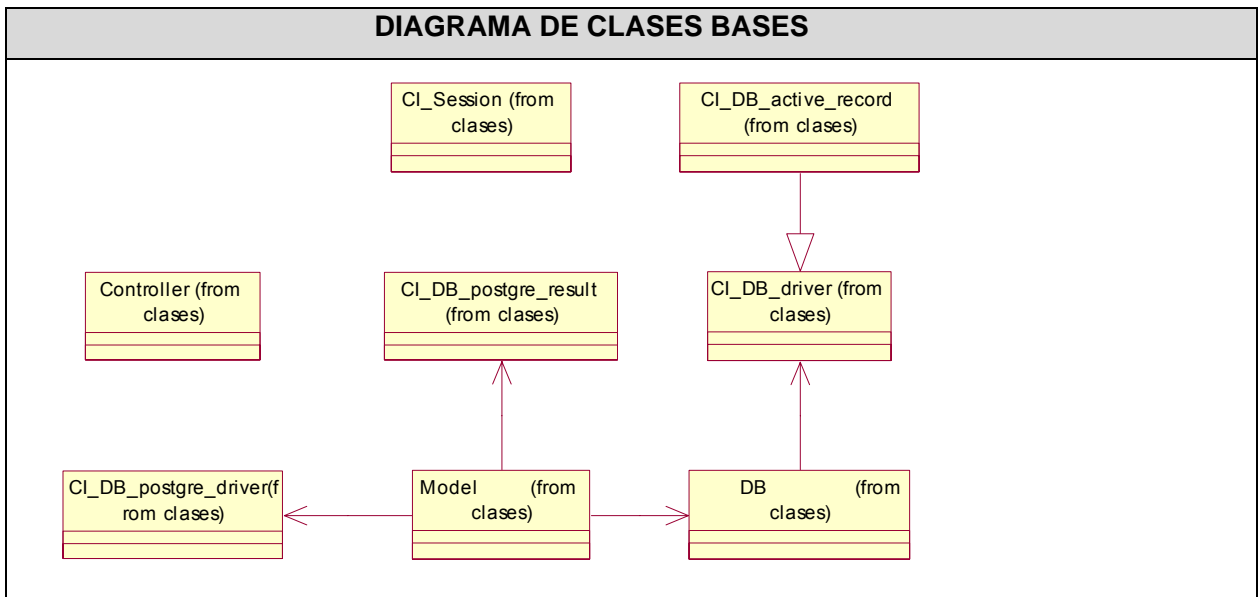 DIAGRAMA DE CLASES BASES
CI_Session (from
clases)
CI_DB_active_record
(from clases)
Controller (from
clases)
CI_DB_postgre_result
(from clases)
CI_DB_driver (from
clases)
CI_DB_postgre_driver(f
rom clases)
Model (from
clases)
DB (from
clases)